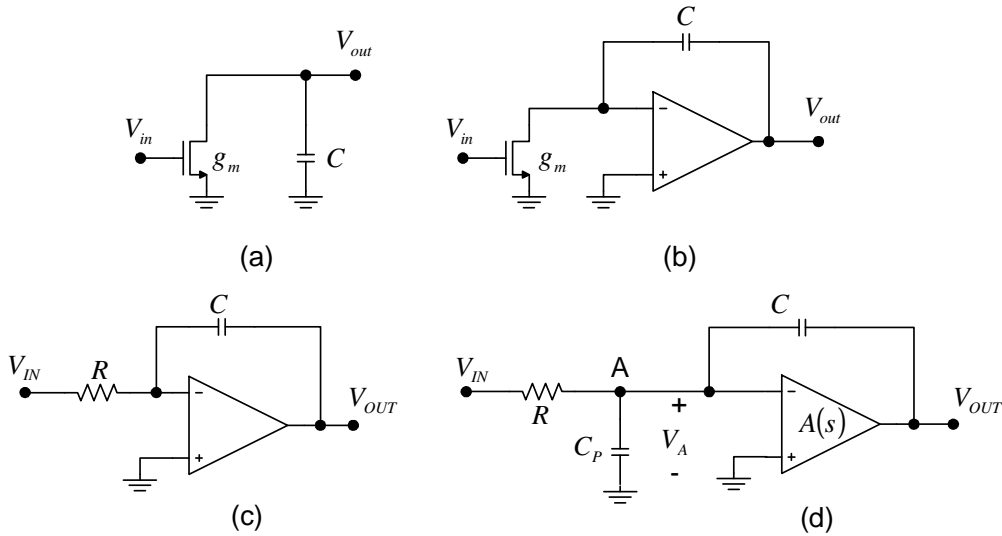 V_out
V_in
g_m
C
(a)
C
V_in
g_m
−
+
V_out
(b)
C
V_IN
R
−
+
V_OUT
(c)
C
V_IN
R
A
C_P
+
V_A
-
−
+
A(s)
V_OUT
(d)